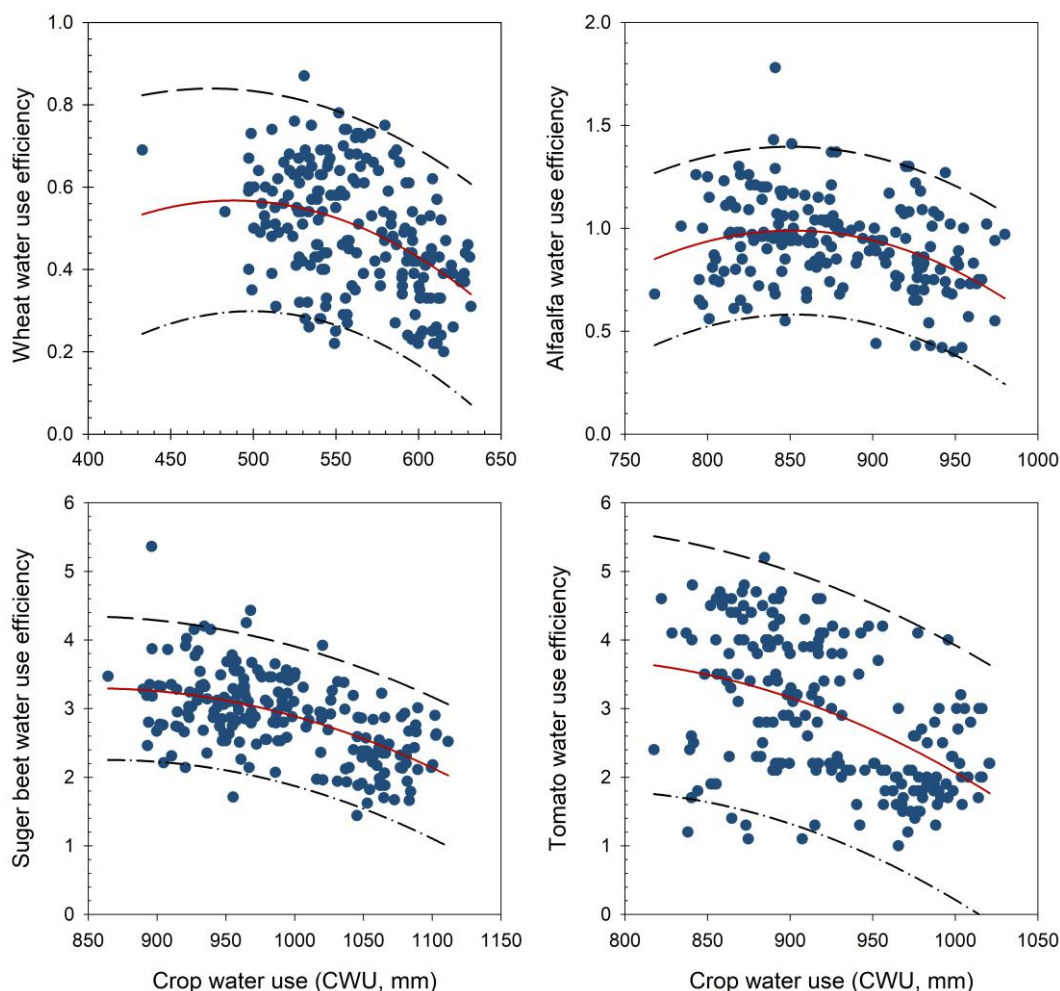 Wheat water use efficiency
1.0
0.8
0.6
0.4
0.2
0.0
400 450 500 550 600 650
Alfaalfa water use efficiency
2.0
1.5
1.0
0.5
0.0
750 800 850 900 950 1000
Suger beet water use efficiency
6
5
4
3
2
1
0
850 900 950 1000 1050 1100 1150
Crop water use (CWU, mm)
Tomato water use efficiency
6
5
4
3
2
1
0
800 850 900 950 1000 1050
Crop water use (CWU, mm)